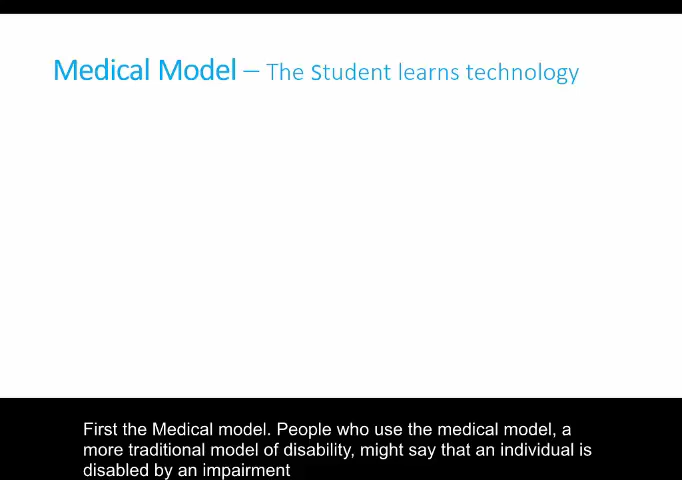 Medical Model – The Student learns technology
First the Medical model. People who use the medical model, a
more traditional model of disability, might say that an individual is
disabled by an impairment